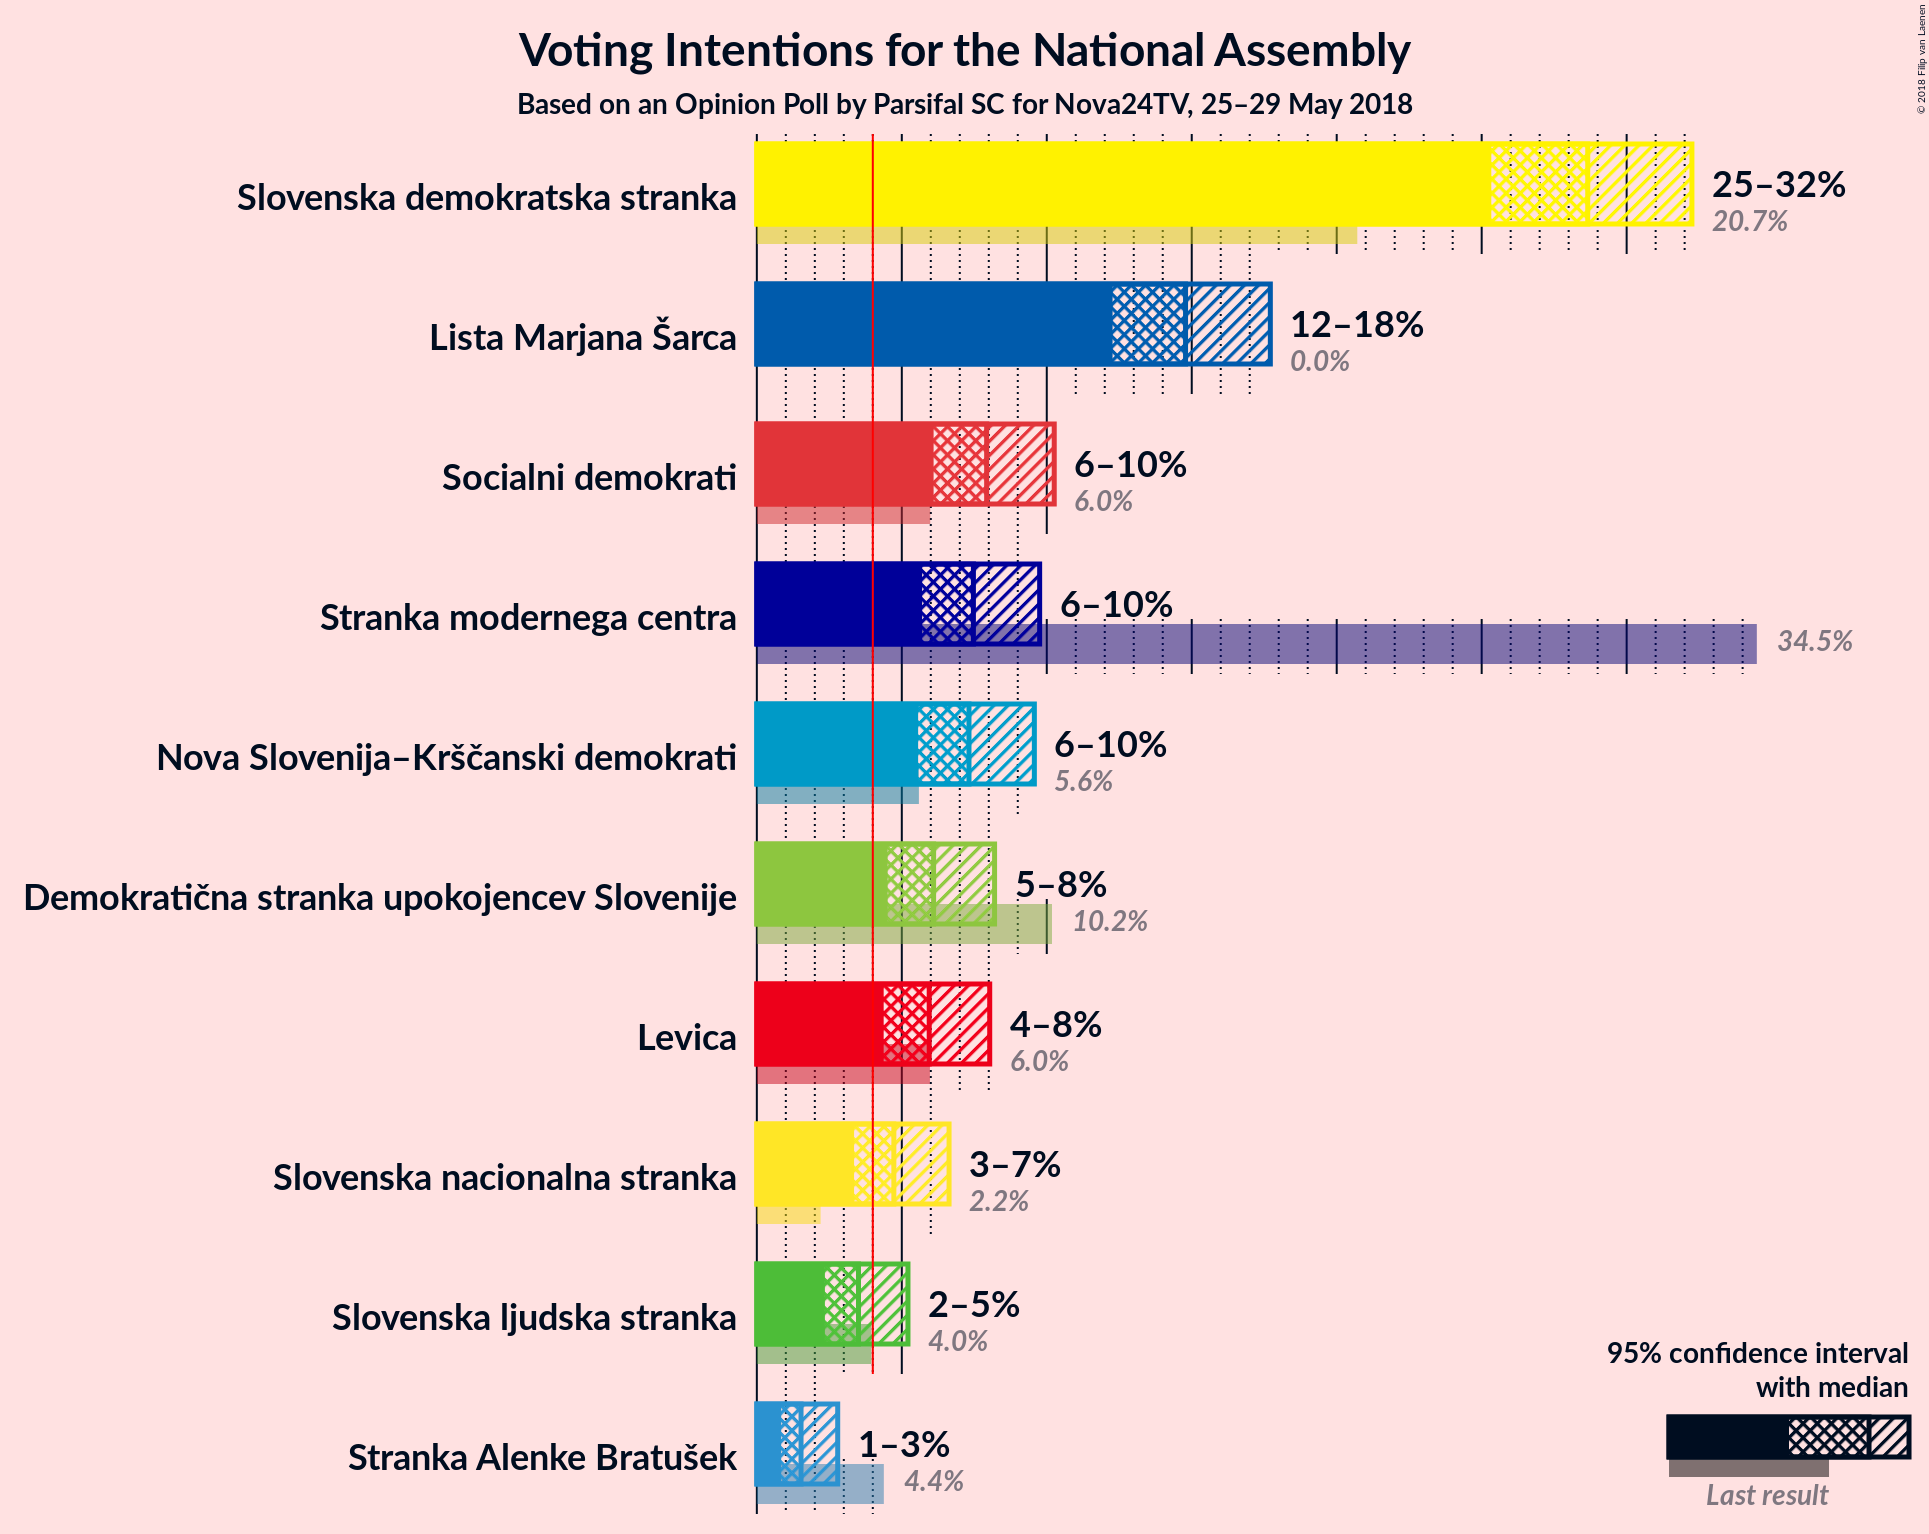 Voting Intentions for the National Assembly
Based on an Opinion Poll by Parsifal SC for Nova24TV, 25–29 May 2018
© 2018 Filip van Laenen
Slovenska demokratska stranka
25–32%
20.7%
Lista Marjana Šarca
12–18%
0.0%
Socialni demokrati
6–10%
6.0%
Stranka modernega centra
6–10%
34.5%
Nova Slovenija–Krščanski demokrati
6–10%
5.6%
Demokratična stranka upokojencev Slovenije
5–8%
10.2%
Levica
4–8%
6.0%
Slovenska nacionalna stranka
3–7%
2.2%
Slovenska ljudska stranka
2–5%
4.0%
Stranka Alenke Bratušek
1–3%
4.4%
95% confidence interval
with median
Last result